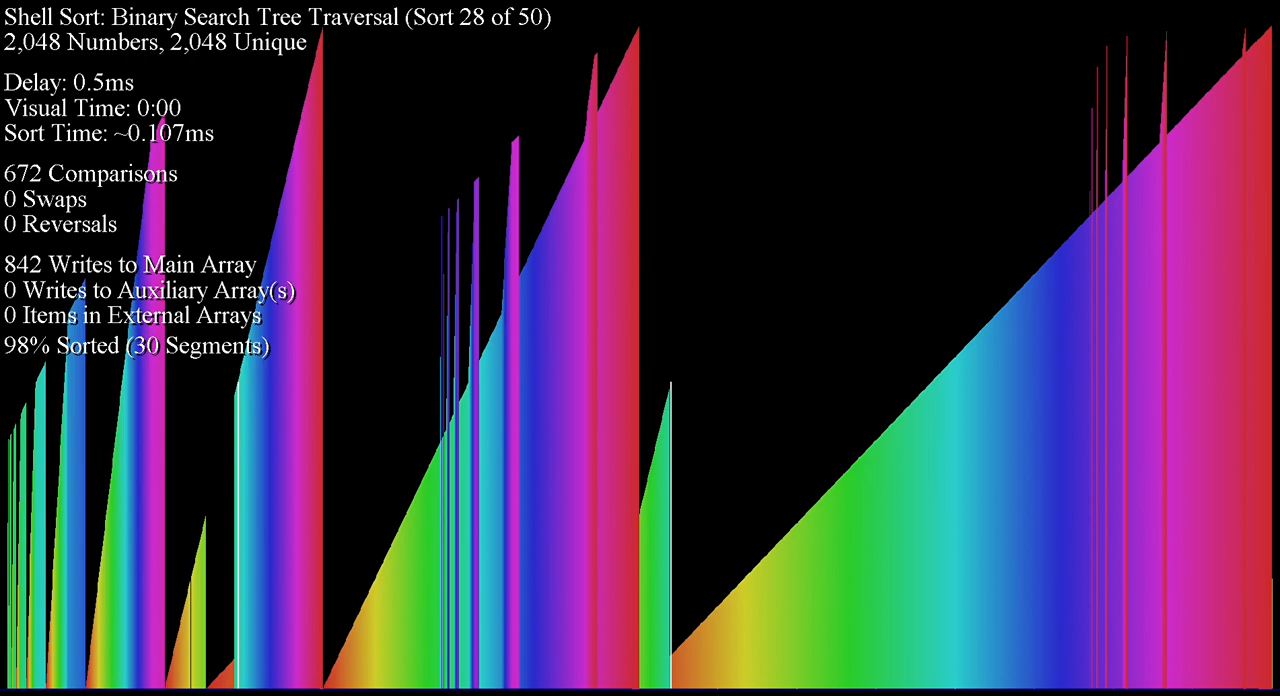 Shell Sort: Binary Search Tree Traversal (Sort 28 of 50)
2,048 Numbers, 2,048 Unique
Delay: 0.5ms
Visual Time: 0:00
Sort Time: ~0.107ms
672 Comparisons
0 Swaps
0 Reversals
842 Writes to Main Array
0 Writes to Auxiliary Array(s)
0 Items in External Arrays
98% Sorted (30 Segments)